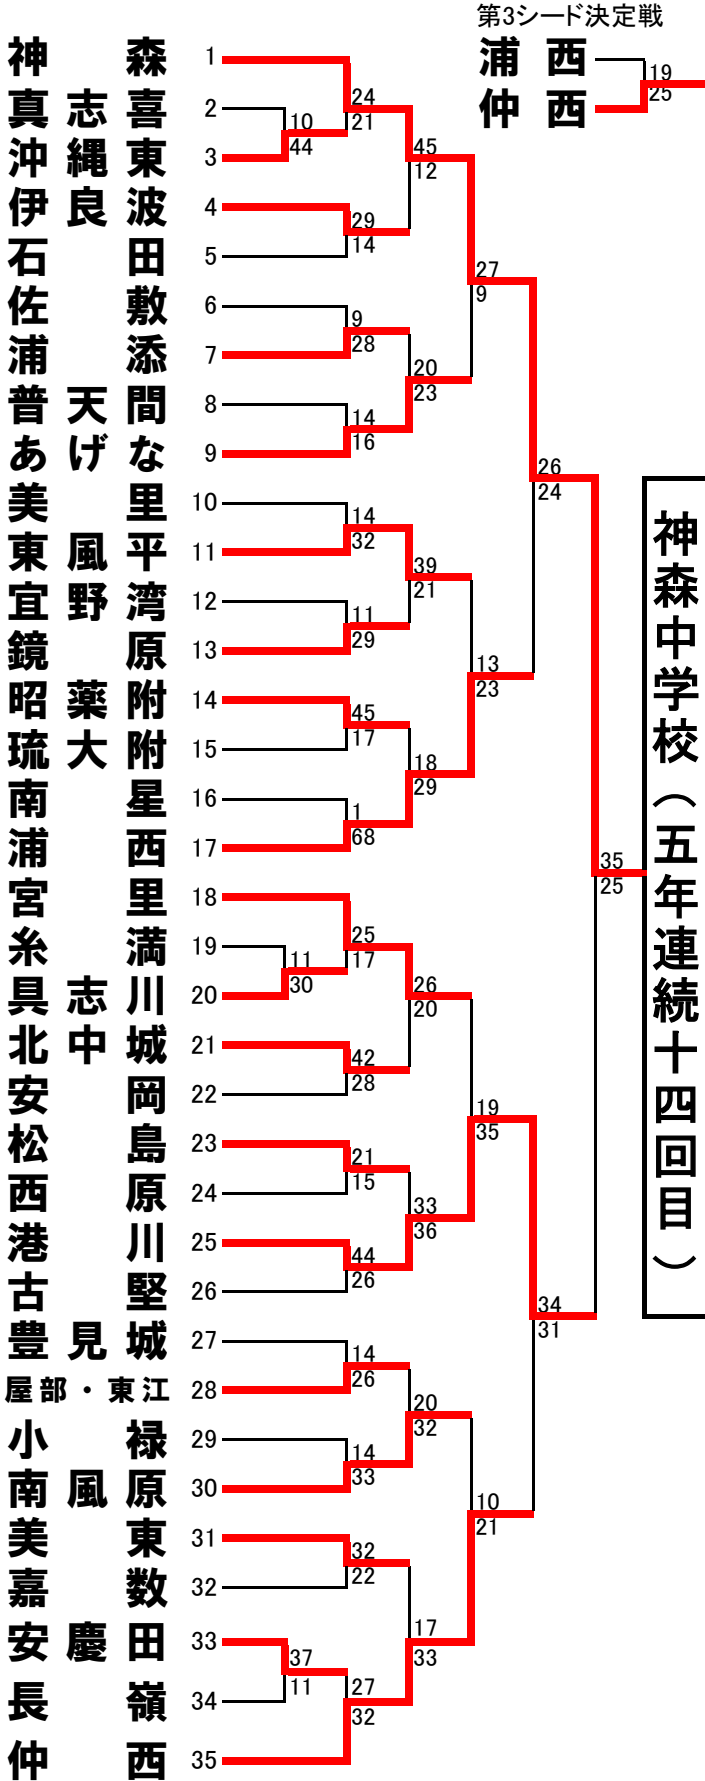 第3シード決定戦
浦西
仲西
19
25
神森 1
真志喜 2
沖縄東 3
伊良波 4
石田 5
佐敷 6
浦添 7
普天間 8
あげな 9
美里 10
東風平 11
宜野湾 12
鏡原 13
昭薬附 14
琉大附 15
南星 16
浦西 17
宮里 18
糸満 19
具志川 20
北中城 21
安岡 22
松島 23
西原 24
港川 25
古堅 26
豊見城 27
屋部・東江 28
小禄 29
南風原 30
美東 31
嘉数 32
安慶田 33
長嶺 34
仲西 35
10
44
11
30
37
11
24
21
29
14
9
28
14
16
14
32
11
29
45
17
1
68
25
17
42
28
21
15
44
26
14
26
14
33
32
22
27
32
45
12
20
23
39
21
18
29
26
20
33
36
20
32
17
33
27
9
13
23
19
35
10
21
26
24
34
31
35
25
神森中学校（五年連続十四回目）